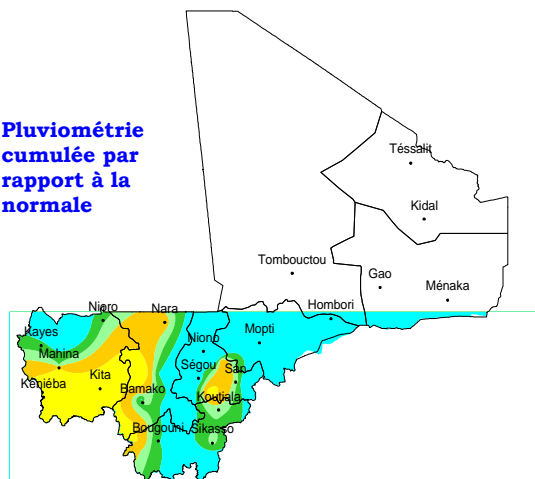 Pluviométrie
cumulée par
rapport à la
normale
Téssalit
Kidal
Tombouctou
Gao
Ménaka
Hombori
Nioro
Nara
Kayes
Niono
Mopti
Mahina
Ségou
San
Kéniéba
Kita
Bamako
Koutiala
Bougouni
Sikasso